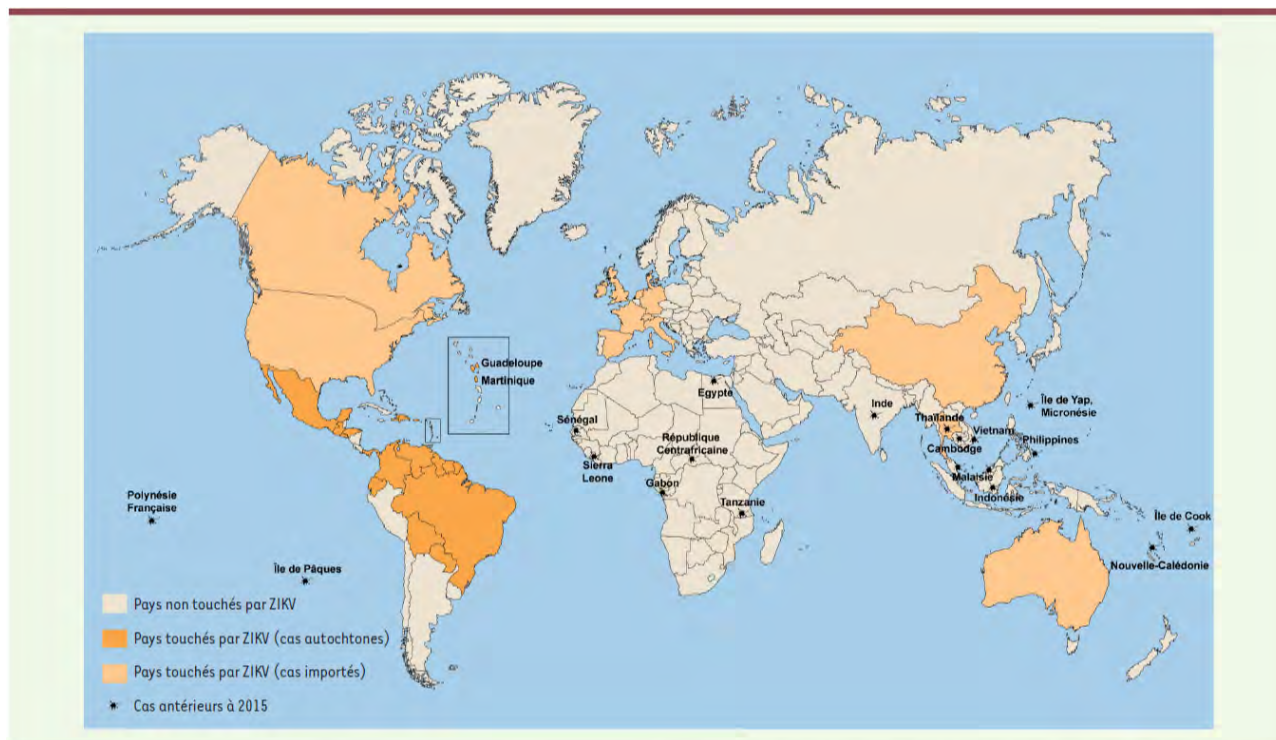 Guadeloupe
Martinique
Egypte
Inde
Île de Yap,
Micronésie
Thaïlande
Vietnam
Philippines
Cambodge
Sénégal
République
Centrafricaine
Sierra
Leone
Gabon
Malaisie
Indonésie
Tanzanie
Polynésie
Française
Île de Cook
Île de Pâques
Nouvelle-Calédonie
Pays non touchés par ZIKV
Pays touchés par ZIKV (cas autochtones)
Pays touchés par ZIKV (cas importés)
Cas antérieurs à 2015